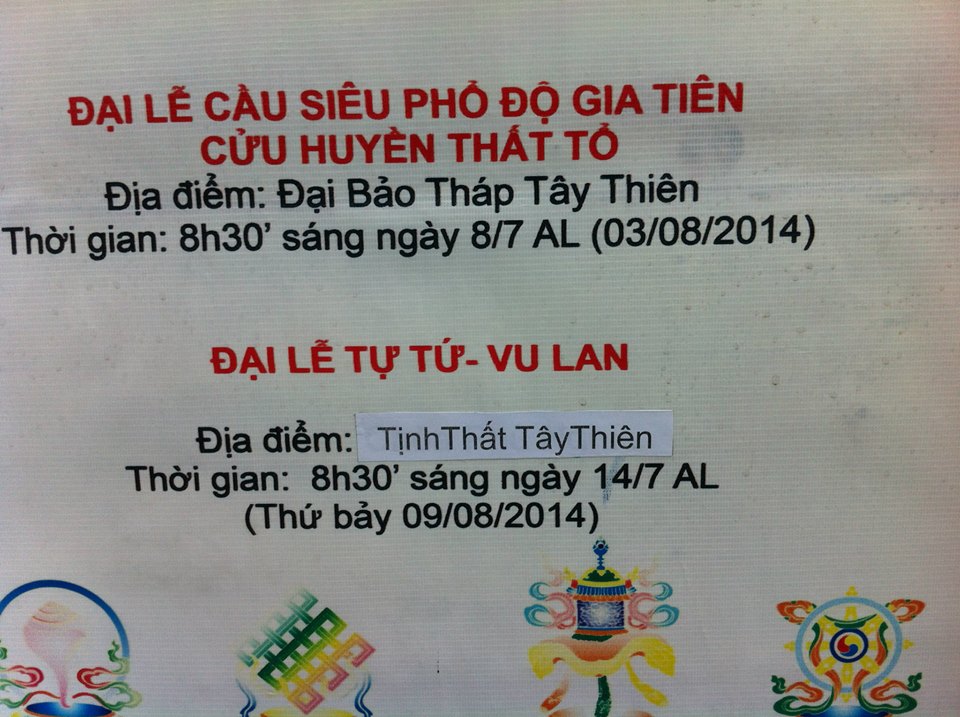 ĐẠI LỄ CẦU SIÊU PHỔ ĐỘ GIA TIÊN
CỬU HUYỀN THẤT TỔ
Địa điểm: Đại Bảo Tháp Tây Thiên
Thời gian: 8h30’ sáng ngày 8/7 AL (03/08/2014)
ĐẠI LỄ TỰ TỨ- VU LAN
Địa điểm: TịnhThất TâyThiên
Thời gian: 8h30’ sáng ngày 14/7 AL
(Thứ bảy 09/08/2014)